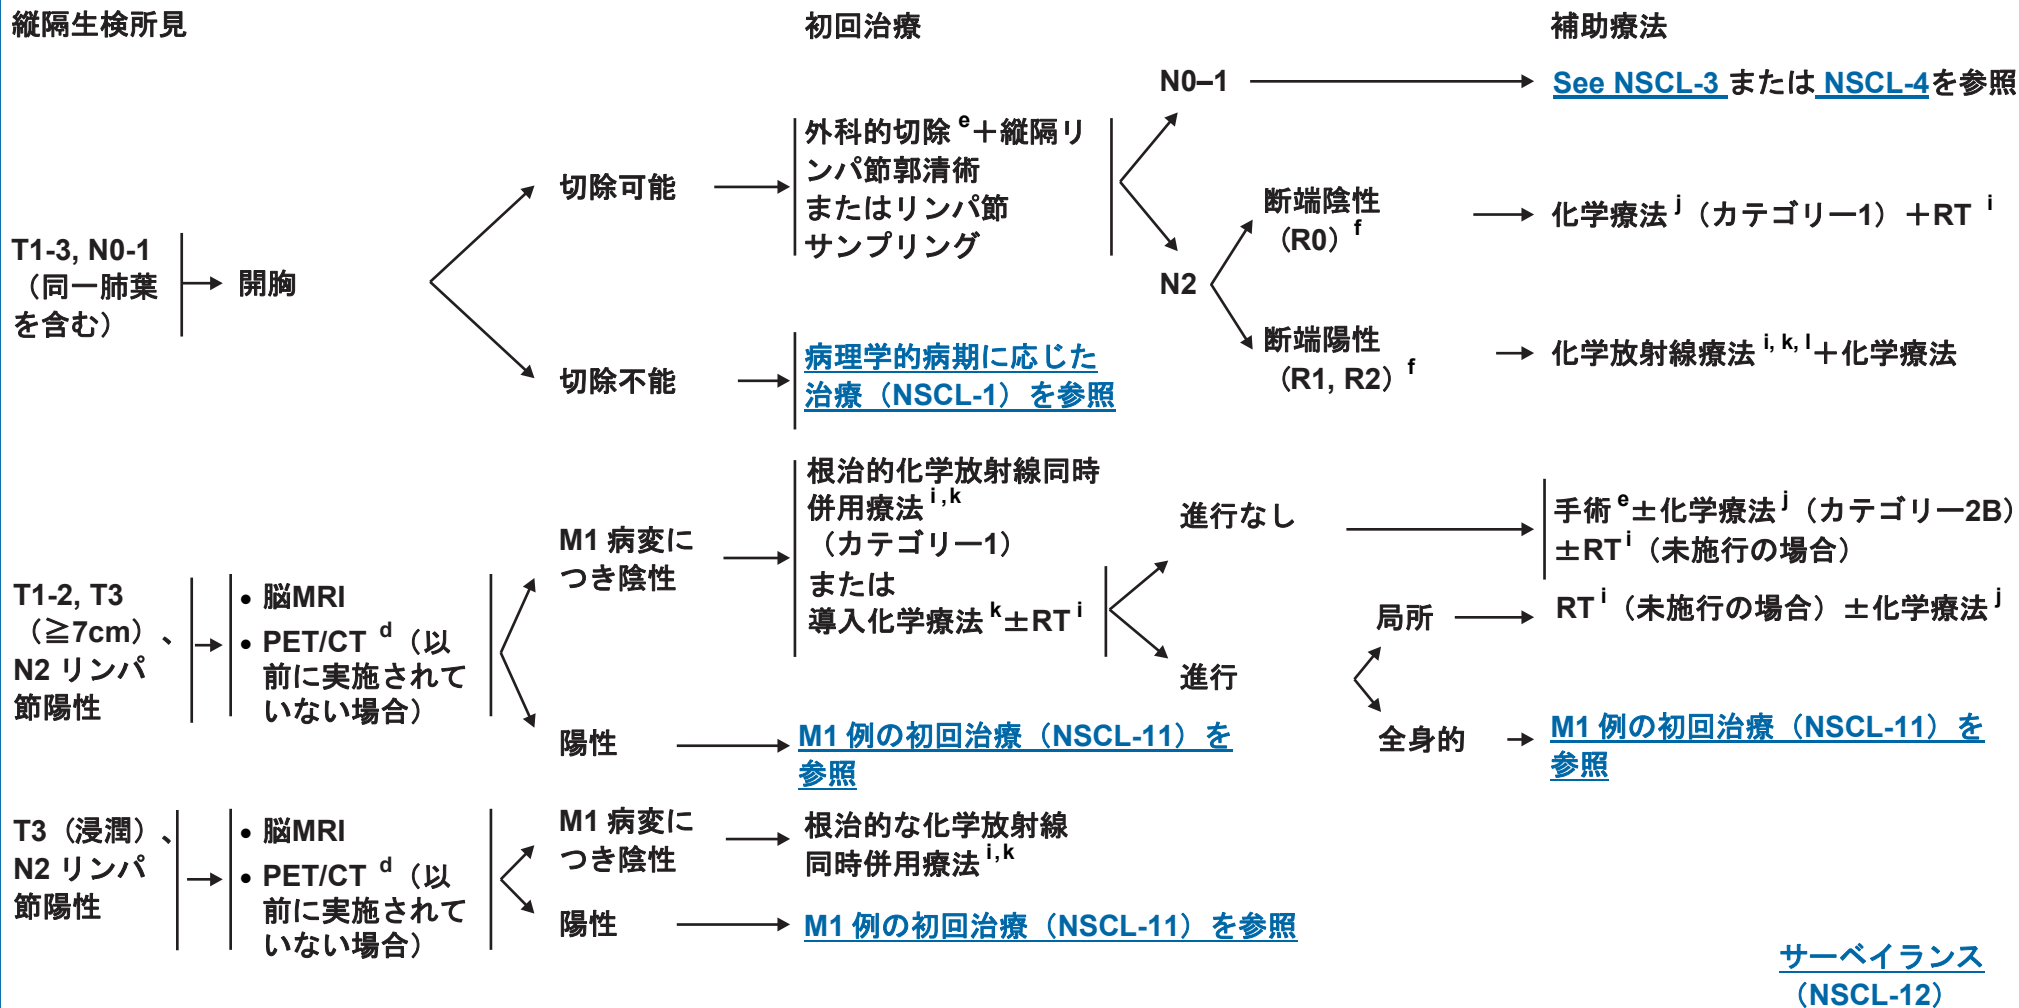 縦隔生検所見
初回治療
補助療法
T1-3, N0-1
（同一肺葉
を含む）
開胸
切除可能
外科的切除 e＋縦隔リ
ンパ節郭清術
またはリンパ節
サンプリング
N0–1
See NSCL-3 または NSCL-4を参照
N2
断端陰性
（R0） f
化学療法 j（カテゴリー1）＋RT i
断端陽性
（R1, R2） f
化学放射線療法 i, k, l＋化学療法
切除不能
病理学的病期に応じた
治療（NSCL-1）を参照
T1-2, T3
（≧7cm）、
N2 リンパ
節陽性
• 脳MRI
• PET/CT d（以
前に実施されて
いない場合）
M1 病変に
つき陰性
根治的化学放射線同時
併用療法 i,k
（カテゴリー1）
または
導入化学療法 k±RT i
進行なし
手術 e±化学療法 j（カテゴリー2B）
±RT i（未施行の場合）
進行
局所
RT i（未施行の場合）±化学療法 j
全身的
M1 例の初回治療（NSCL-11）を
参照
陽性
M1 例の初回治療（NSCL-11）を
参照
T3（浸潤）、
N2 リンパ
節陽性
• 脳MRI
• PET/CT d（以
前に実施されて
いない場合）
M1 病変に
つき陰性
根治的な化学放射線
同時併用療法 i,k
陽性
M1 例の初回治療（NSCL-11）を参照
サーベイランス
（NSCL-12）